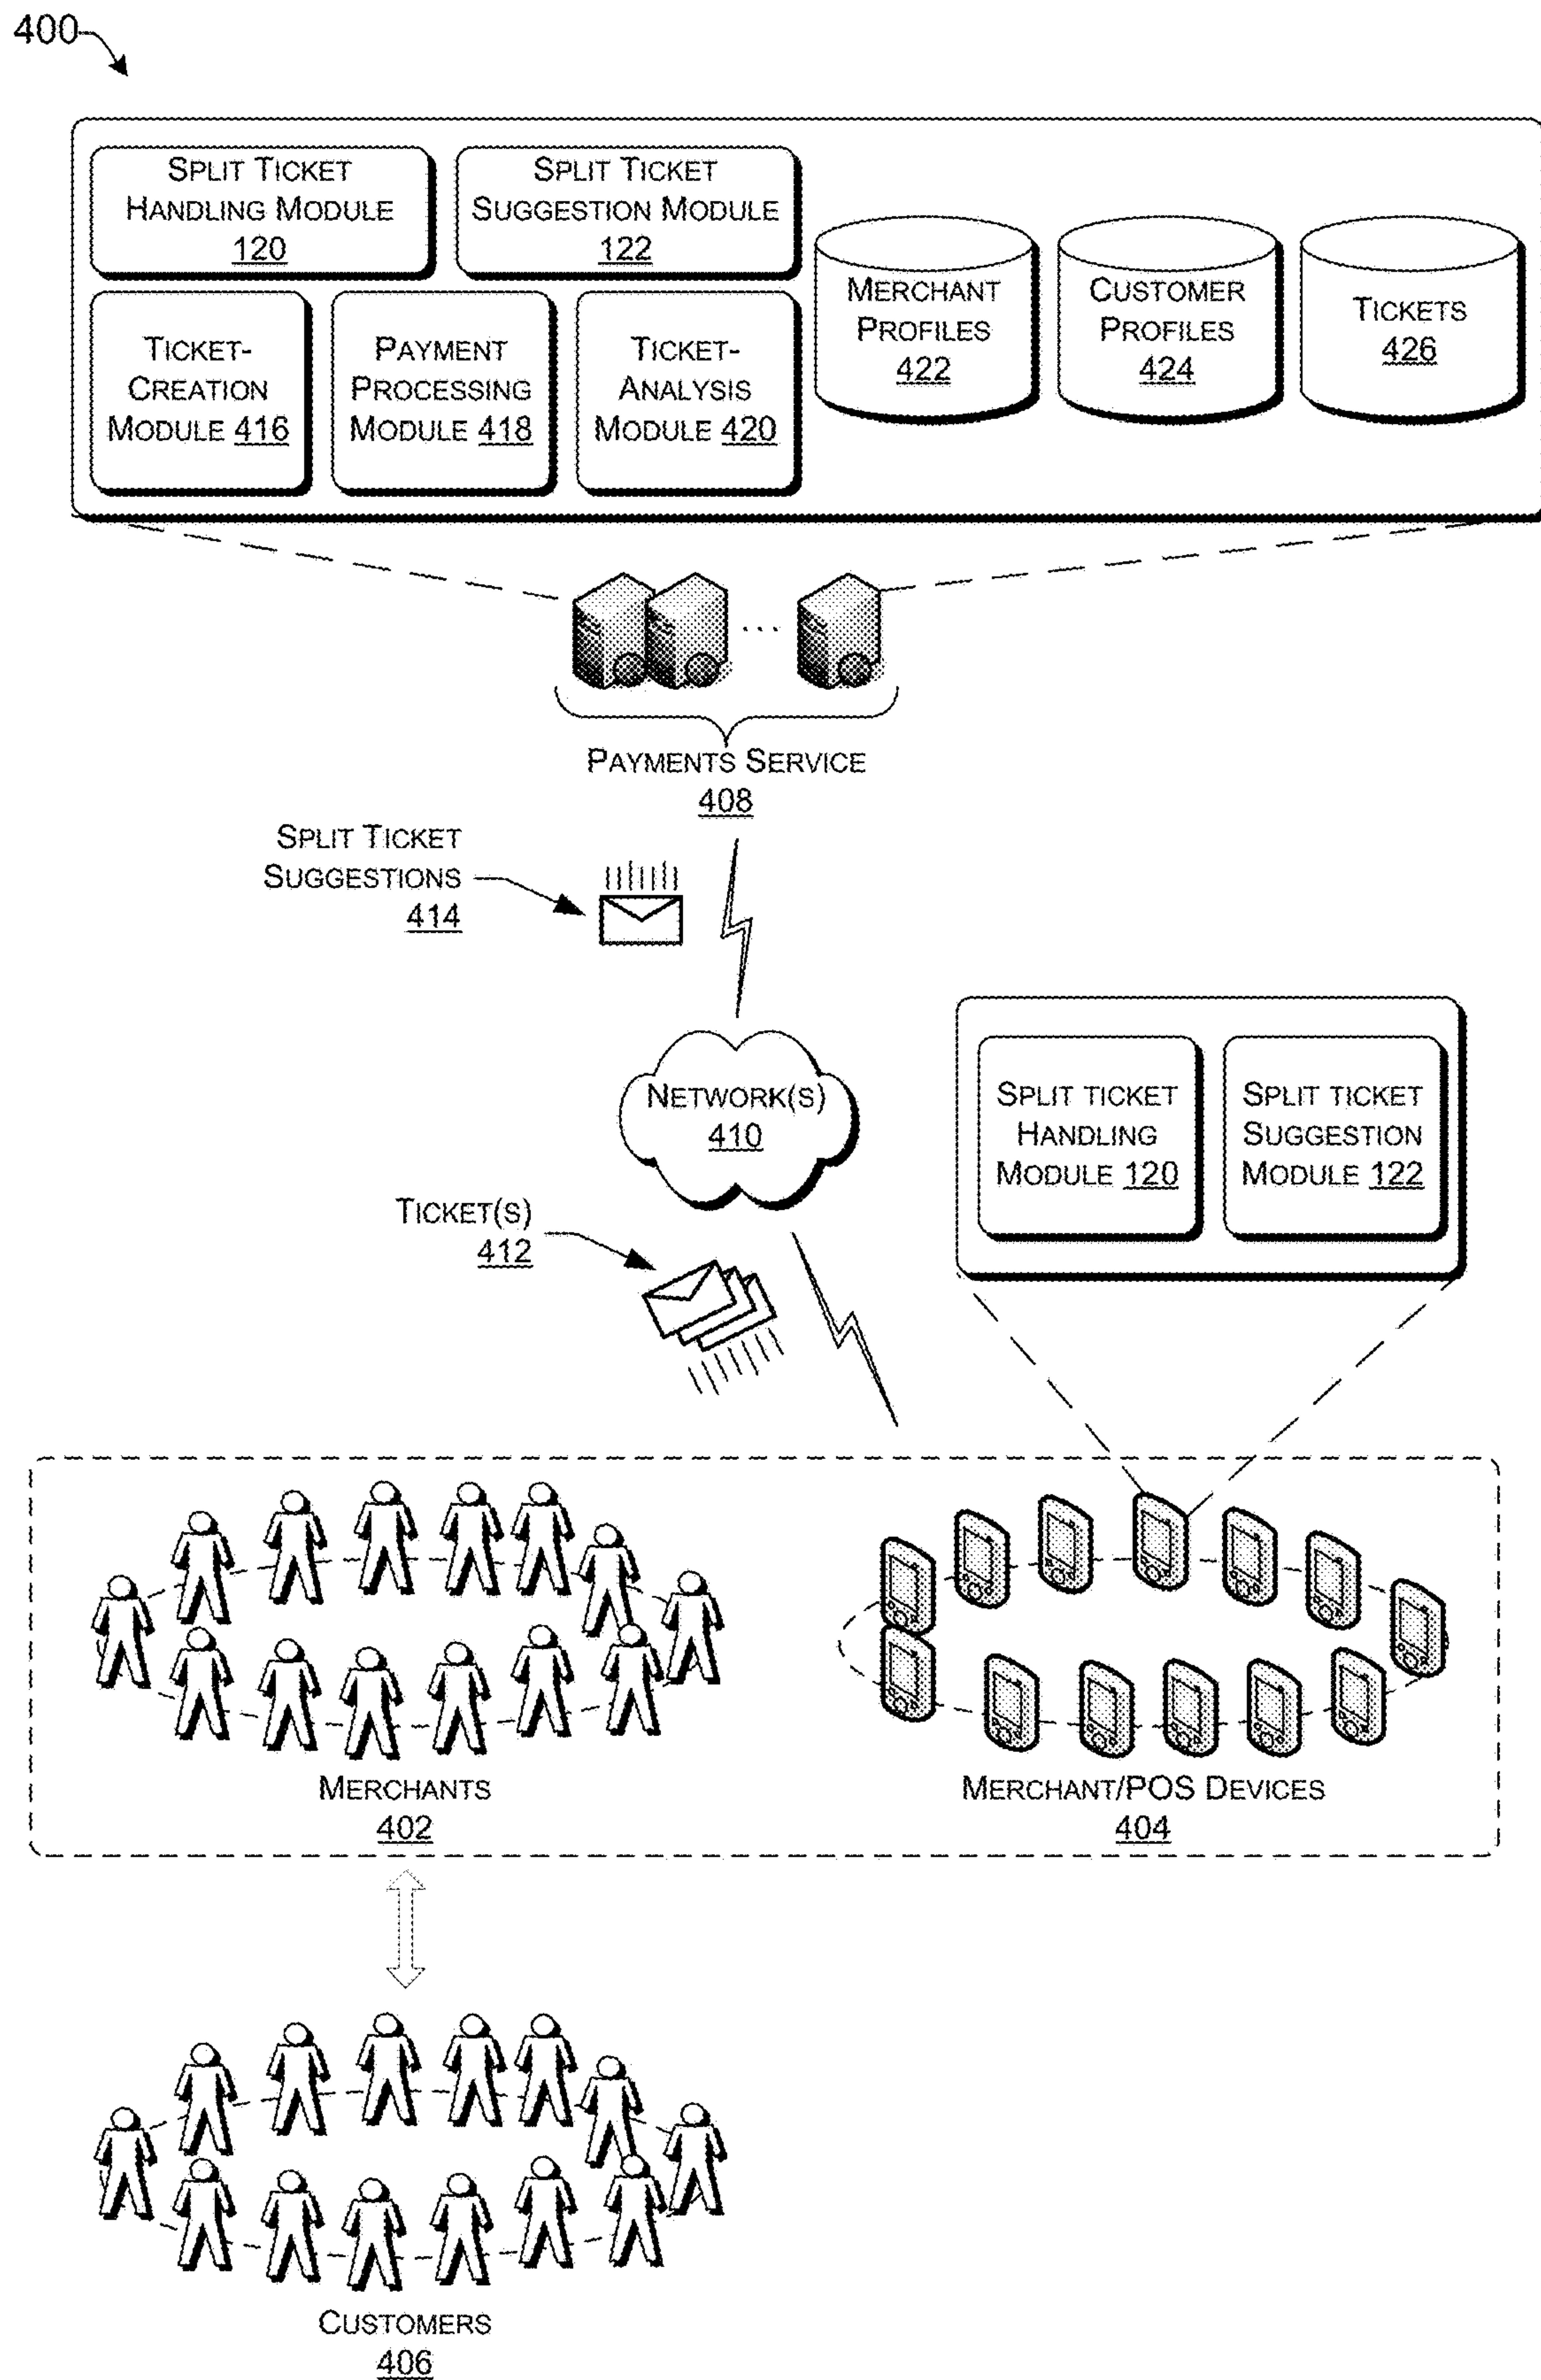 400
SPLIT TICKET
HANDLING MODULE
120
SPLIT TICKET
SUGGESTION MODULE
122
TICKET-
CREATION
MODULE 416
PAYMENT
PROCESSING
MODULE 418
TICKET-
ANALYSIS
MODULE 420
MERCHANT
PROFILES
422
CUSTOMER
PROFILES
424
TICKETS
426
...
PAYMENTS SERVICE
408
SPLIT TICKET
SUGGESTIONS
414
NETWORK(S)
410
SPLIT TICKET
HANDLING
MODULE 120
SPLIT TICKET
SUGGESTION
MODULE 122
TICKET(S)
412
MERCHANTS
402
MERCHANT/POS DEVICES
404
CUSTOMERS
406